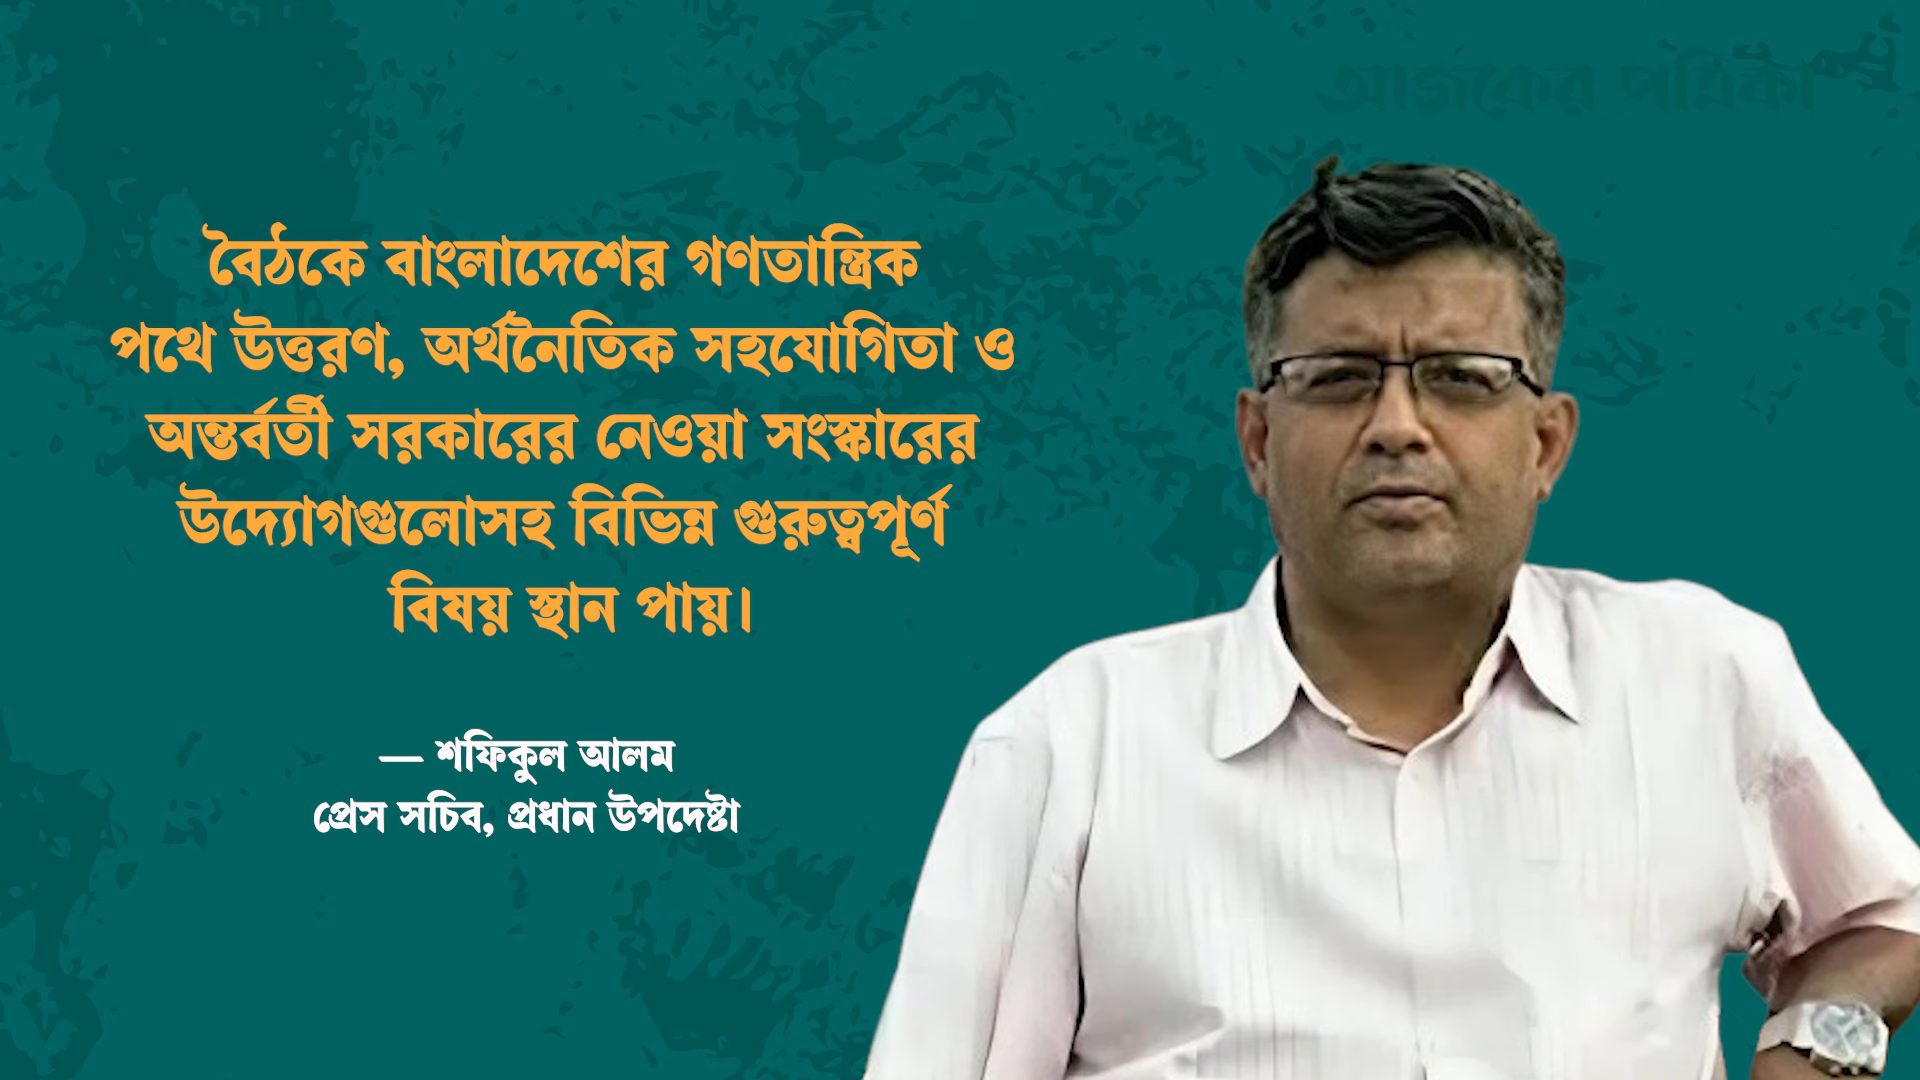 আজকের পত্রিকা
বৈঠকে বাংলাদেশের গণতান্ত্রিক
পথে উত্তরণ, অর্থনৈতিক সহযোগিতা ও
অন্তর্বর্তী সরকারের নেওয়া সংস্কারের
উদ্যোগগুলোসহ বিভিন্ন গুরুত্বপূর্ণ
বিষয় স্থান পায়।
— শফিকুল আলম
প্রেস সচিব, প্রধান উপদেষ্টা